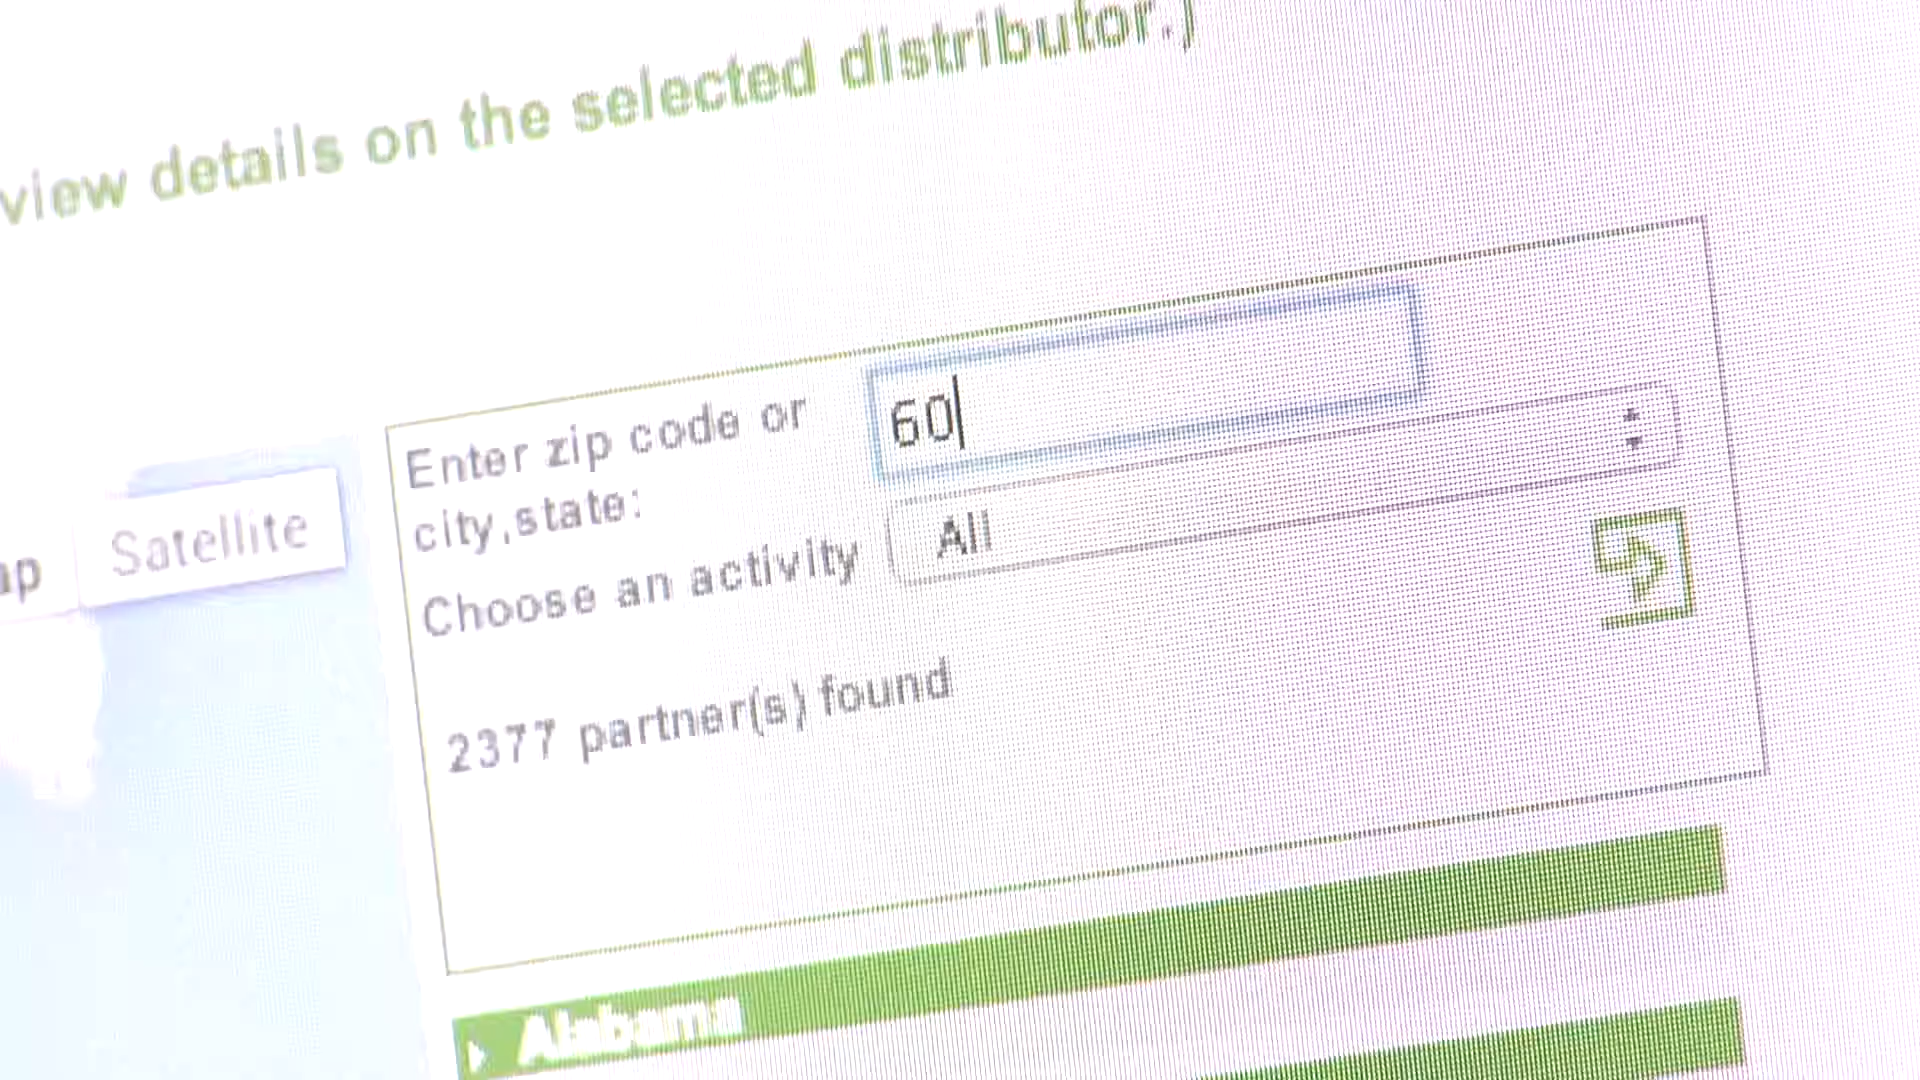 view details on the selected distributor.)
Enter zip code or
city,state:
60
Satellite
Choose an activity
All
2377 partner(s) found
Alabama